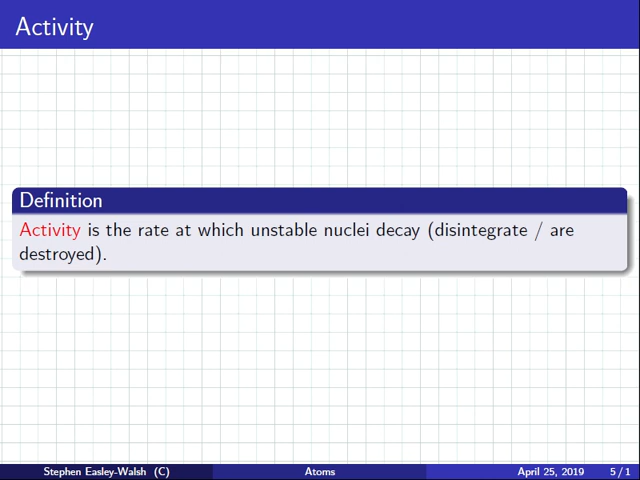 Activity
Definition
Activity is the rate at which unstable nuclei decay (disintegrate / are
destroyed).
Stephen Easley-Walsh (C) Atoms April 25, 2019 5 / 1